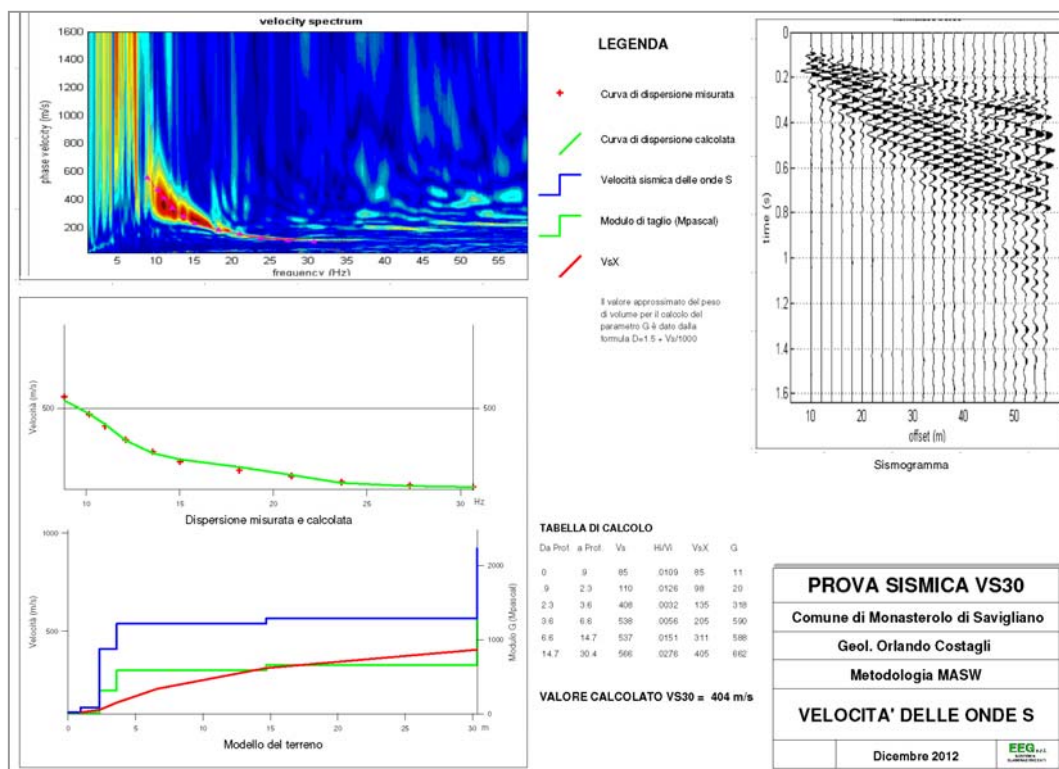 velocity spectrum
1600
1400
1200
1000
800
600
400
200
phase velocity (m/s)
5 10 15 20 25 30 35 40 45 50 55
frequency (Hz)
LEGENDA
Curva di dispersione misurata
Curva di dispersione calcolata
Velocità sismica delle onde S
Modulo di taglio (Mpascal)
VsX
Il valore approssimato del peso
di volume per il calcolo del
parametro G è dato dalla
formula D=1.5 + Vs/1000
0
0.2
0.4
0.6
0.8
1
1.2
1.4
1.6
time (s)
10 20 30 40 50
offset (m)
Sismogramma
Velocità (m/s)
500 500
10 15 20 25 30 Hz
Dispersione misurata e calcolata
1000
500
Velocità (m/s)
2000
1000
0
Modulo G (Mpascal)
0 5 10 15 20 25 30 m
Modello del terreno
TABELLA DI CALCOLO
Da Prof. a Prof. Vs Hi/Vi VsX G
0 .9 85 .0109 85 11
.9 2.3 110 .0126 98 20
2.3 3.6 408 .0032 135 318
3.6 6.6 538 .0056 205 590
6.6 14.7 537 .0151 311 588
14.7 30.4 566 .0276 405 662
VALORE CALCOLATO VS30 = 404 m/s
PROVA SISMICA VS30
Comune di Monasterolo di Savigliano
Geol. Orlando Costagli
Metodologia MASW
VELOCITA' DELLE ONDE S
Dicembre 2012
EEG s.r.l.